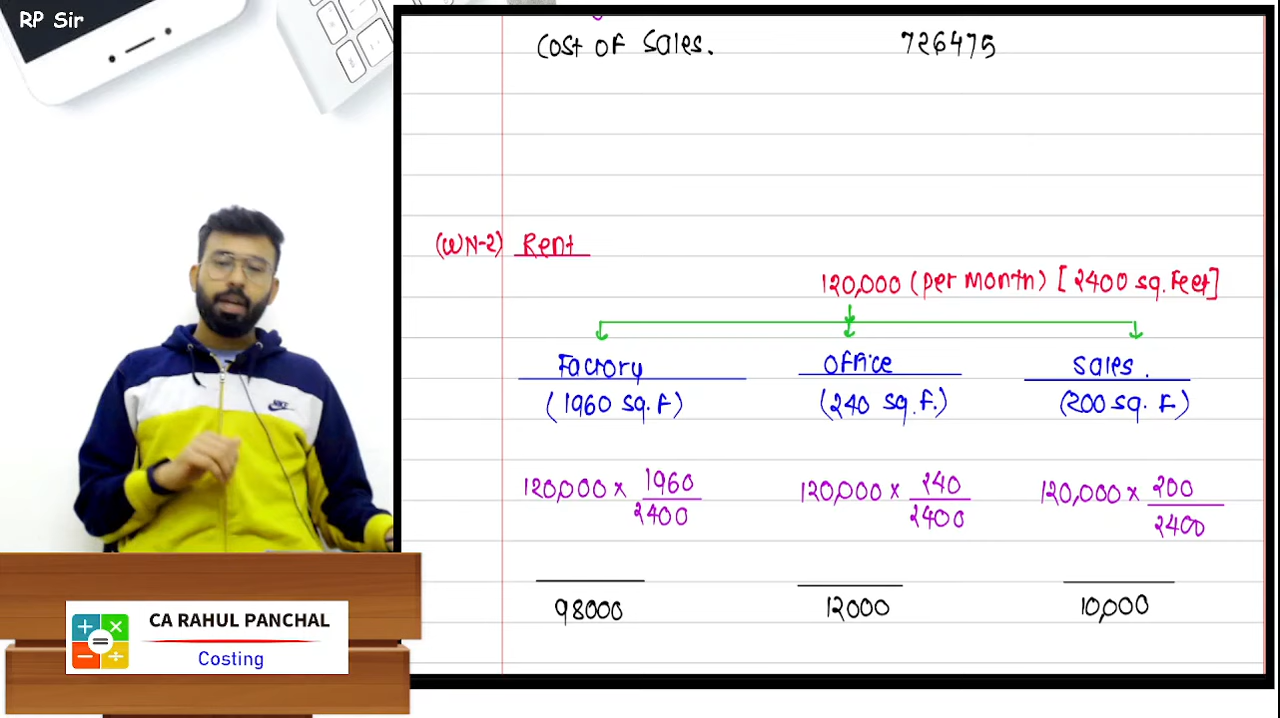 RP Sir
Cost of Sales. 726475
(WN-2) Rent
120,000 (per month) [2400 sq. Feet]
Factory Office Sales.
(1960 sq. F) (240 sq. F.) (200 sq. F)
120,000 × 1960/2400 120,000 × 240/2400 120,000 × 200/2400
98000 12000 10,000
NIKE
CA RAHUL PANCHAL
Costing